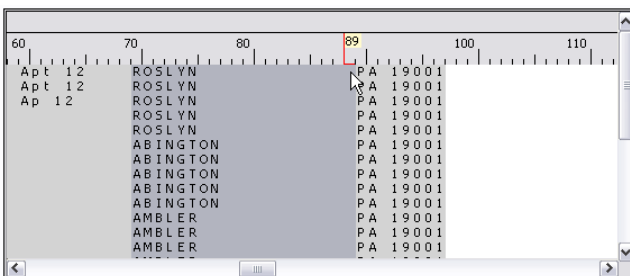 60 70 80 89 100 110
Apt 12 ROSLYN PA 19001
Apt 12 ROSLYN PA 19001
Ap 12 ROSLYN PA 19001
ROSLYN PA 19001
ROSLYN PA 19001
ABINGTON PA 19001
ABINGTON PA 19001
ABINGTON PA 19001
ABINGTON PA 19001
ABINGTON PA 19001
AMBLER PA 19001
AMBLER PA 19001
AMBLER PA 19001